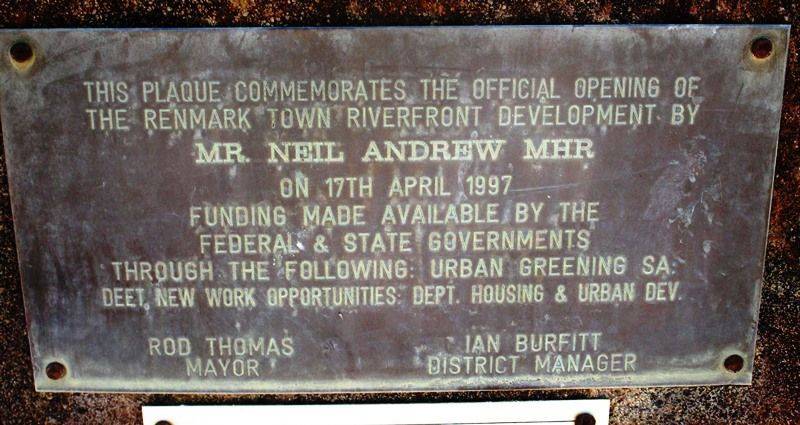 THIS PLAQUE COMMEMORATES THE OFFICIAL OPENING OF
THE RENMARK TOWN RIVERFRONT DEVELOPMENT BY
MR. NEIL ANDREW MHR
ON 17TH APRIL 1997
FUNDING MADE AVAILABLE BY THE
FEDERAL & STATE GOVERNMENTS
THROUGH THE FOLLOWING: URBAN GREENING SA:
DEET, NEW WORK OPPORTUNITIES: DEPT. HOUSING & URBAN DEV.
ROD THOMAS
MAYOR
IAN BURFITT
DISTRICT MANAGER